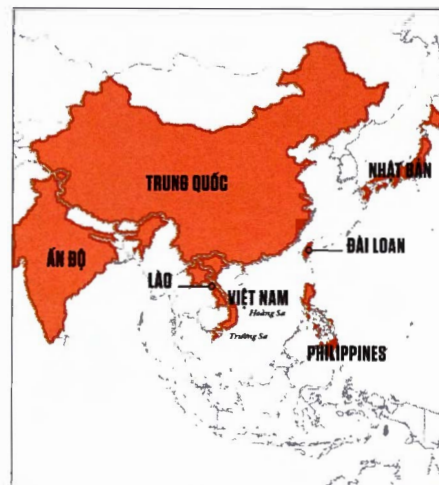 TRUNG QUỐC
NHẬT BẢN
ẤN ĐỘ
ĐÀI LOAN
LÀO
VIỆT NAM
Hoàng Sa
Trường Sa
PHILIPPINES